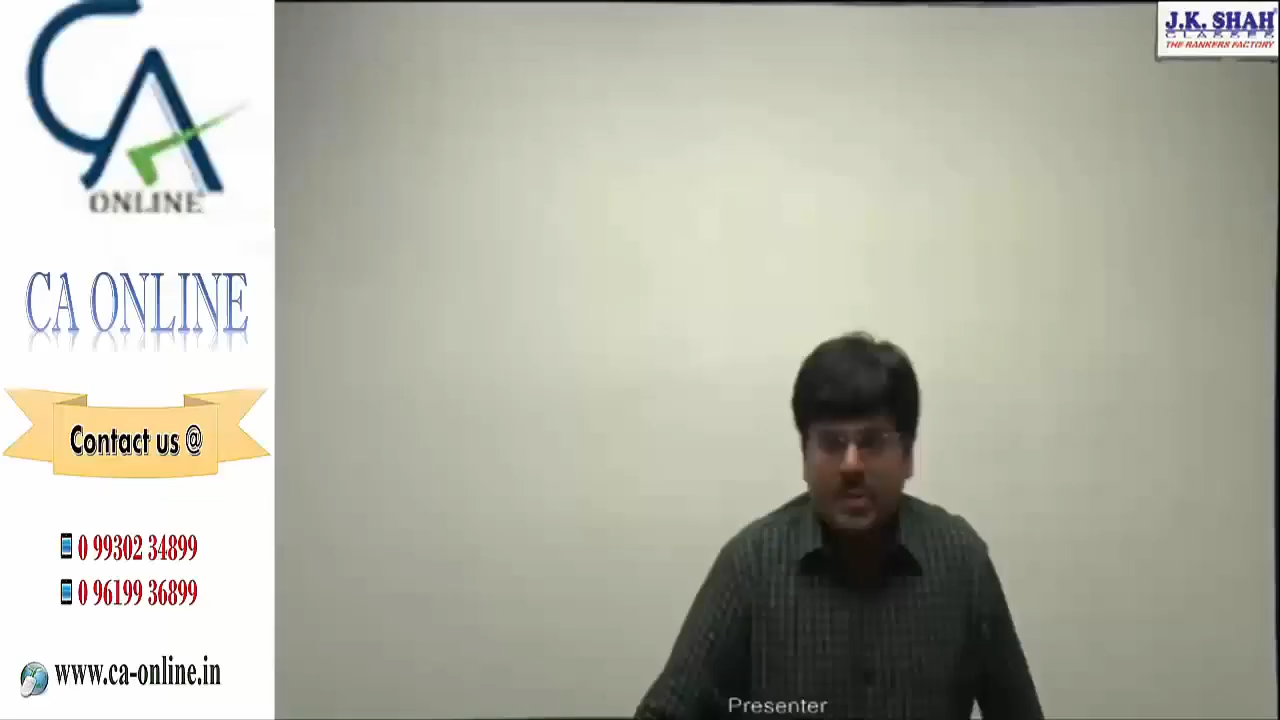 CA
ONLINE
CA ONLINE
Contact us @
0 99302 34899
0 96199 36899
www.ca-online.in
J.K. SHAH
CLASSES
THE RANKERS FACTORY
Presenter